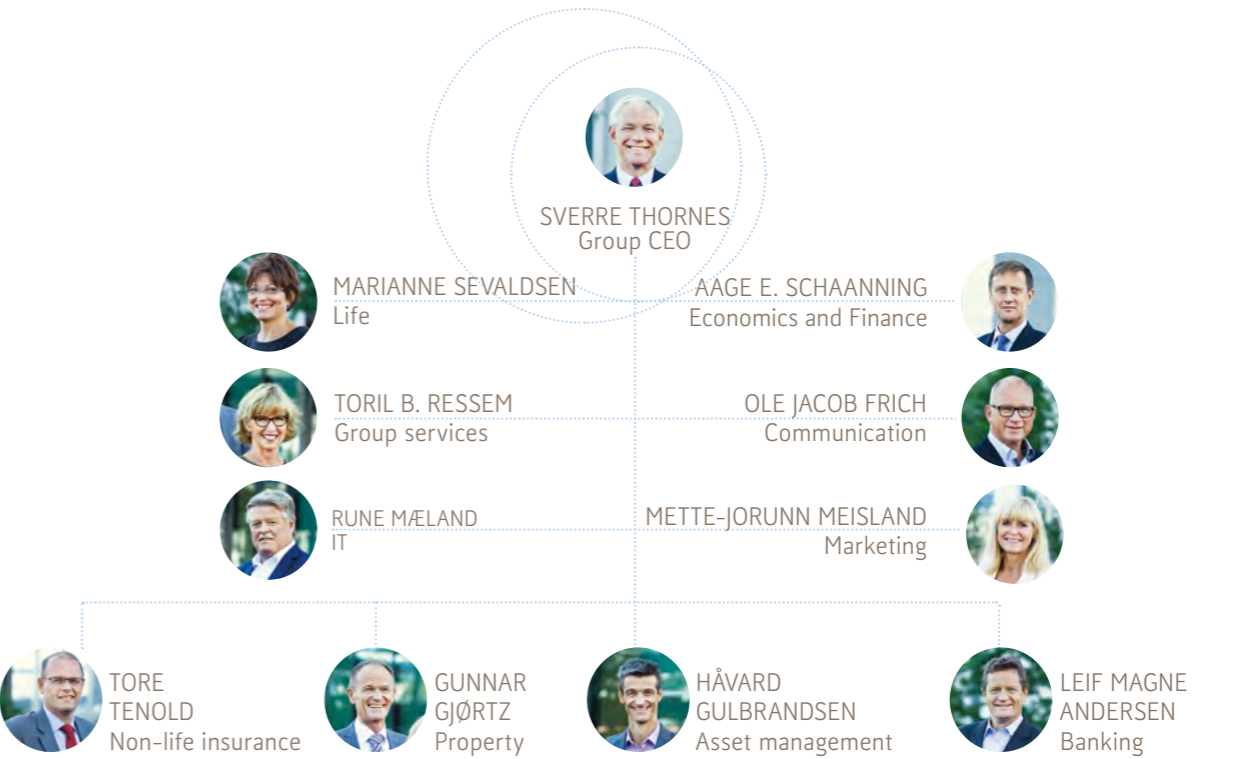 SVERRE THORNES
Group CEO
MARIANNE SEVALDSEN
Life
AAGE E. SCHAANNING
Economics and Finance
TORIL B. RESSEM
Group services
OLE JACOB FRICH
Communication
RUNE MÆLAND
IT
METTE-JORUNN MEISLAND
Marketing
TORE
TENOLD
Non-life insurance
GUNNAR
GJØRTZ
Property
HÅVARD
GULBRANDSEN
Asset management
LEIF MAGNE
ANDERSEN
Banking